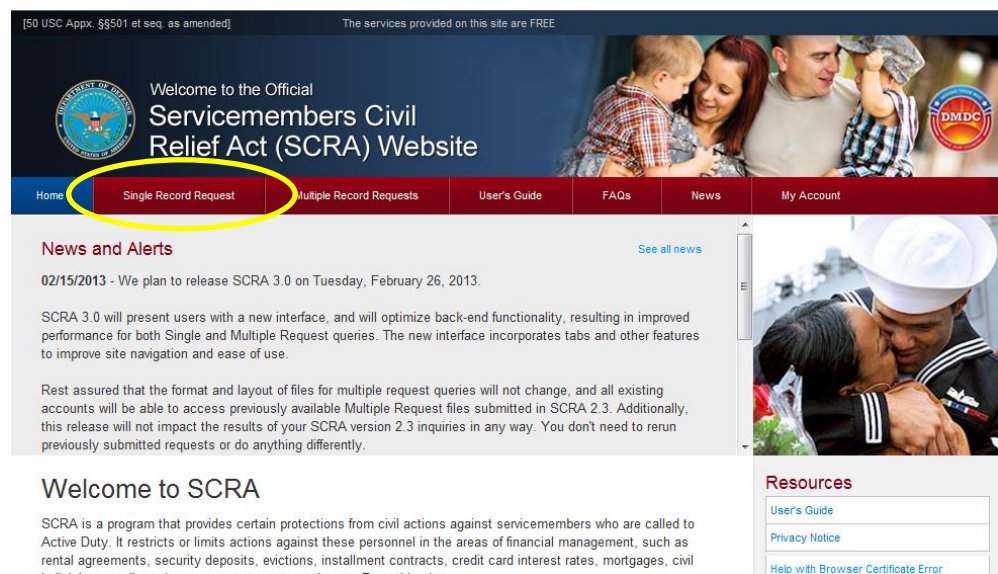 [50 USC Appx. §§501 et seq. as amended]
The services provided on this site are FREE
Welcome to the Official
Servicemembers Civil
Relief Act (SCRA) Website
DEPARTMENT OF DEFENSE
UNITED STATES OF AMERICA
DMDC
Home
Single Record Request
Multiple Record Requests
User's Guide
FAQs
News
My Account
News and Alerts
See all news
02/15/2013 - We plan to release SCRA 3.0 on Tuesday, February 26, 2013.
SCRA 3.0 will present users with a new interface, and will optimize back-end functionality, resulting in improved
performance for both Single and Multiple Request queries. The new interface incorporates tabs and other features
to improve site navigation and ease of use.
Rest assured that the format and layout of files for multiple request queries will not change, and all existing
accounts will be able to access previously available Multiple Request files submitted in SCRA 2.3. Additionally,
this release will not impact the results of your SCRA version 2.3 inquiries in any way. You don't need to rerun
previously submitted requests or do anything differently.
Welcome to SCRA
SCRA is a program that provides certain protections from civil actions against servicemembers who are called to
Active Duty. It restricts or limits actions against these personnel in the areas of financial management, such as
rental agreements, security deposits, evictions, installment contracts, credit card interest rates, mortgages, civil
Resources
User's Guide
Privacy Notice
Help with Browser Certificate Error